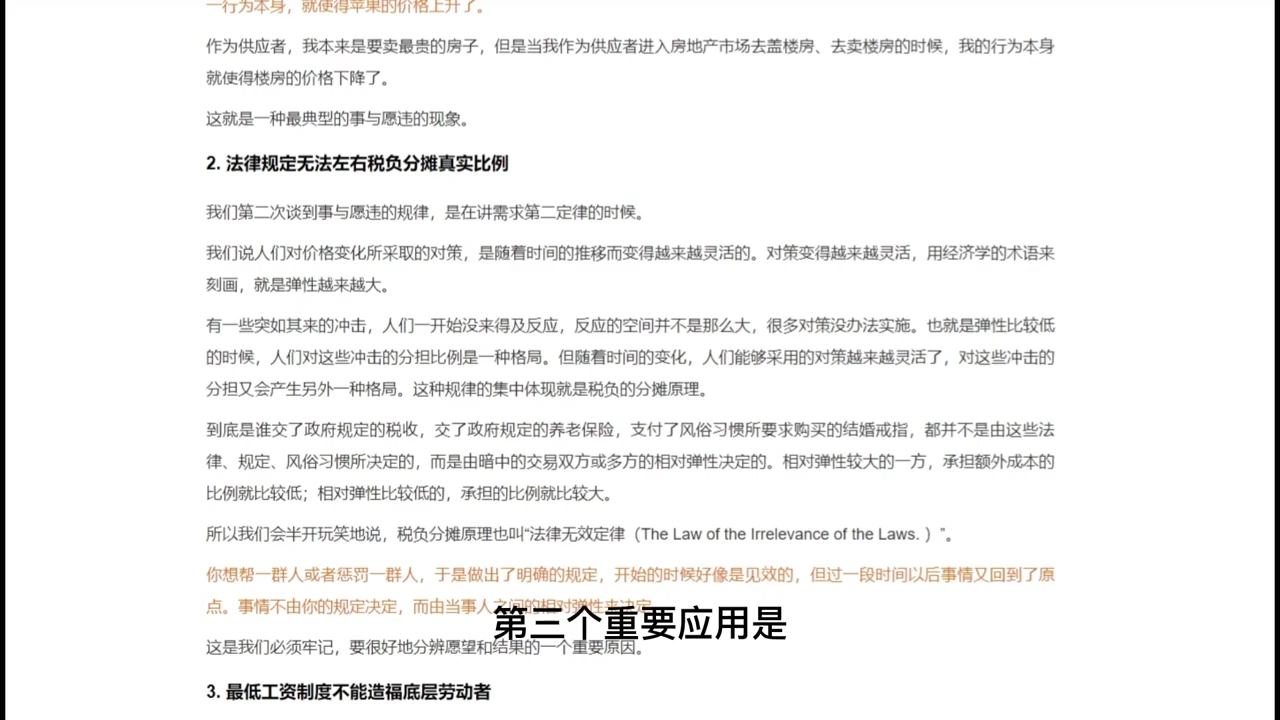 一行为本身，就使得苹果的价格上升了。
作为供应者，我本来是要卖最贵的房子，但是当我作为供应者进入房地产市场去盖楼房、去卖楼房的时候，我的行为本身
就使得楼房的价格下降了。
这就是一种最典型的事与愿违的现象。
2. 法律规定无法左右税负分摊真实比例
我们第二次谈到事与愿违的规律，是在讲需求第二定律的时候。
我们说人们对价格变化所采取的对策，是随着时间的推移而变得越来越灵活的。对策变得越来越灵活，用经济学的术语来
刻画，就是弹性越来越大。
有一些突如其来的冲击，人们一开始没来得及反应，反应的空间并不是那么大，很多对策没办法实施。也就是弹性比较低
的时候，人们对这些冲击的分担比例是一种格局。但随着时间的变化，人们能够采用的对策越来越灵活了，对这些冲击的
分担又会产生另外一种格局。这种规律的集中体现就是税负的分摊原理。
到底是谁交了政府规定的税收，交了政府规定的养老保险，支付了风俗习惯所要求购买的结婚戒指，都并不是由这些法
律、规定、风俗习惯所决定的，而是由暗中的交易双方或多方的相对弹性决定的。相对弹性较大的一方，承担额外成本的
比例就比较低；相对弹性比较低的，承担的比例就比较大。
所以我们会半开玩笑地说，税负分摊原理也叫“法律无效定律（The Law of the Irrelevance of the Laws. ）”。
你想帮一群人或者惩罚一群人，于是做出了明确的规定，开始的时候好像是见效的，但过一段时间以后事情又回到了原
点。事情不由你的规定决定，而由当事人之间的相对弹性来决定
第三个重要应用是
这是我们必须牢记，要很好地分辨愿望和结果的一个重要原因。
3. 最低工资制度不能造福底层劳动者